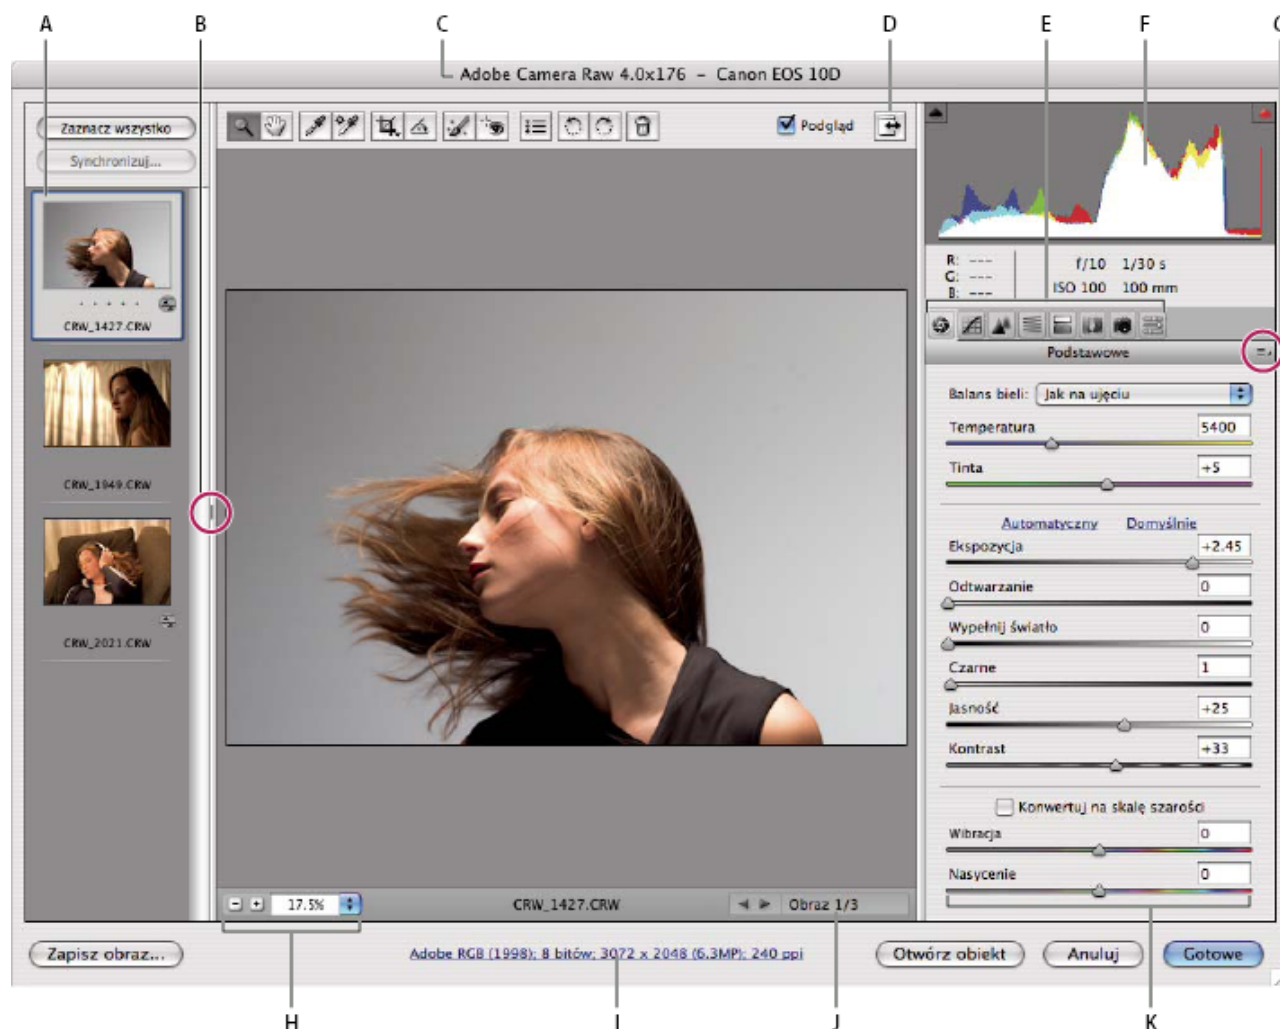 A B C D E F G
Adobe Camera Raw 4.0x176 – Canon EOS 10D
Zaznacz wszystko
Synchronizuj...
Podgląd
CRW_1427.CRW
CRW_1949.CRW
CRW_2021.CRW
R: ---
G: ---
B: ---
f/10 1/30 s
ISO 100 100 mm
Podstawowe
Balans bieli: Jak na ujęciu
Temperatura 5400
Tinta +5
Automatyczny Domyślnie
Ekspozycja +2.45
Odtwarzanie 0
Wypełnij światło 0
Czarne 1
Jasność +25
Kontrast +33
Konwertuj na skalę szarości
Wibracja 0
Nasycenie 0
17.5% CRW_1427.CRW Obraz 1/3
Zapisz obraz... Adobe RGB (1998); 8 bitów; 3072 x 2048 (6.3MP); 240 ppi Otwórz obiekt Anuluj Gotowe
H I J K